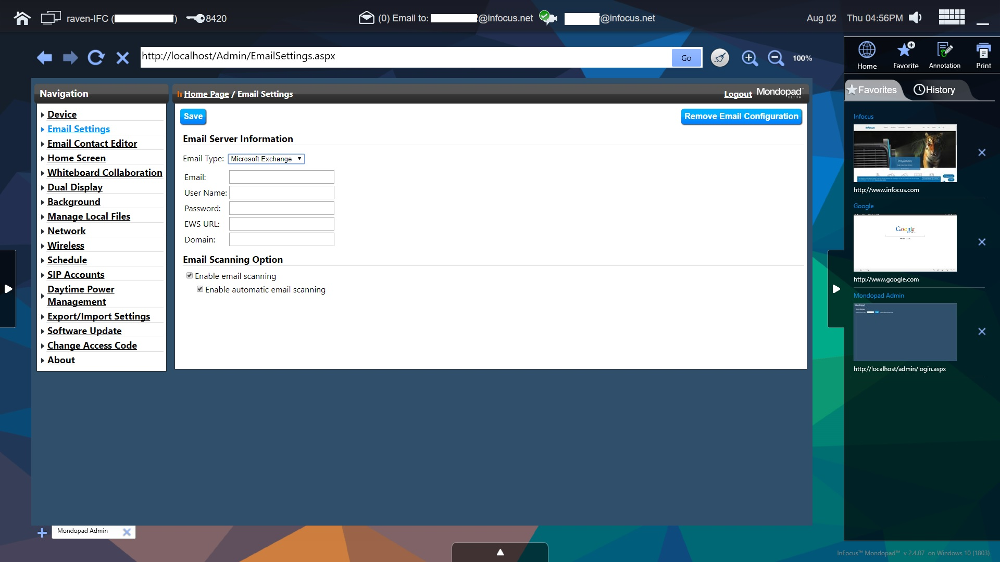 raven-IFC ( ) 8420
(0) Email to: @infocus.net @infocus.net
Aug 02 Thu 04:56PM
http://localhost/Admin/EmailSettings.aspx Go 100%
Home Favorite Annotation Print
Favorites History
Navigation
Device
Email Settings
Email Contact Editor
Home Screen
Whiteboard Collaboration
Dual Display
Background
Manage Local Files
Network
Wireless
Schedule
SIP Accounts
Daytime Power
Management
Export/Import Settings
Software Update
Change Access Code
About
Home Page / Email Settings
Logout Mondopad™
ULTRA
Save
Remove Email Configuration
Email Server Information
Email Type: Microsoft Exchange
Email:
User Name:
Password:
EWS URL:
Domain:
Email Scanning Option
Enable email scanning
Enable automatic email scanning
Infocus
InFocus
Projectors
http://www.infocus.com
Google
Google
http://www.google.com
Mondopad Admin
Mondopad
http://localhost/admin/login.aspx
Mondopad Admin
InFocus™ Mondopad™ v 2.4.07 on Windows 10 (1803)